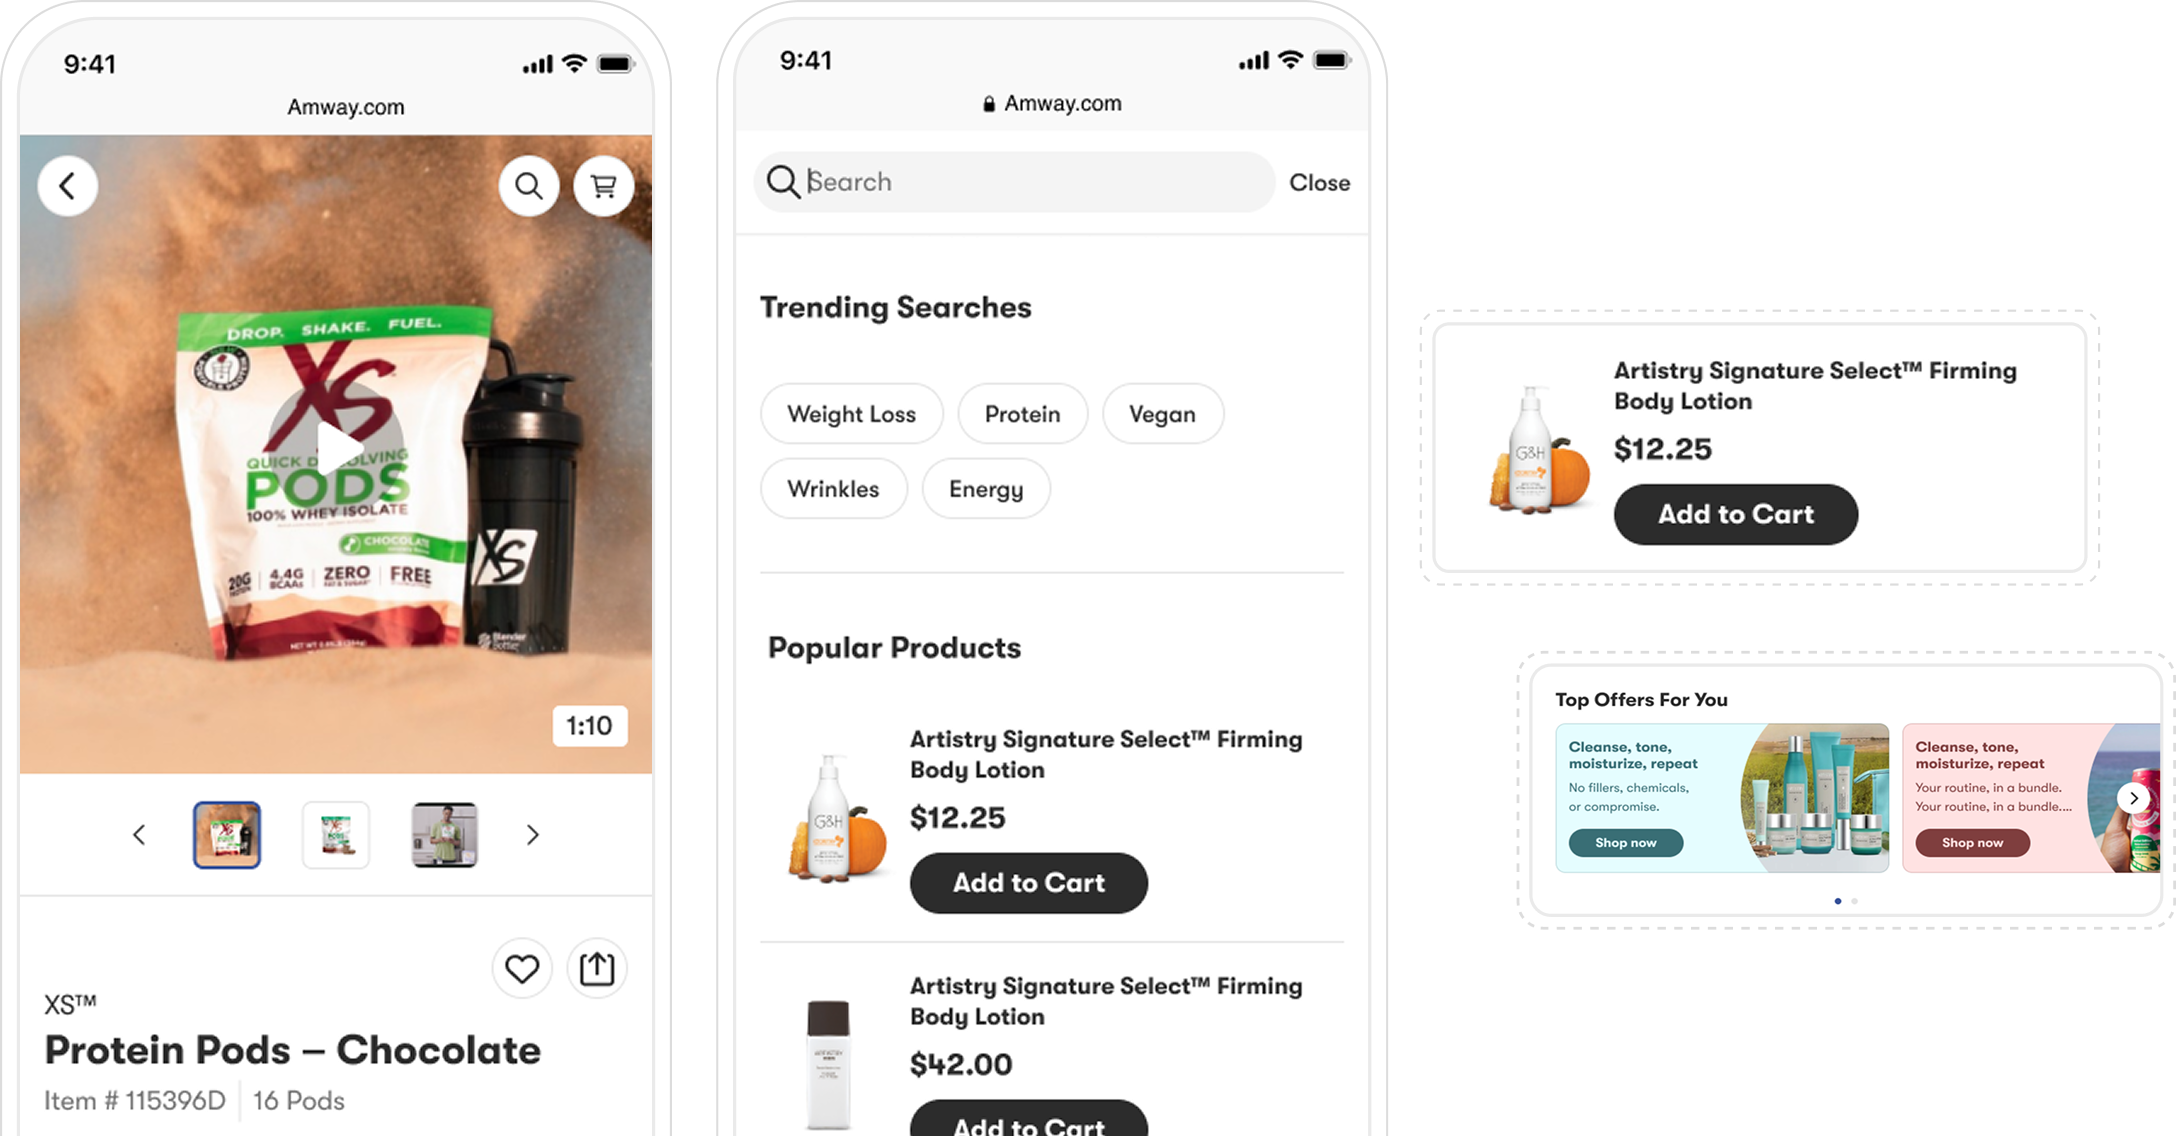 9:41
Amway.com
DROP. SHAKE. FUEL.
XS
QUICK DISSOLVING
PODS
100% WHEY ISOLATE
CHOCOLATE
20G 4.4G ZERO FREE
BCAAs
XS
Blender
Bottle
1:10
XS™
Protein Pods – Chocolate
Item # 115396D
16 Pods
9:41
Amway.com
Search
Close
Trending Searches
Weight Loss
Protein
Vegan
Wrinkles
Energy
Popular Products
G&H
Artistry Signature Select™ Firming
Body Lotion
$12.25
Add to Cart
ARTISTRY
Artistry Signature Select™ Firming
Body Lotion
$42.00
Add to Cart
G&H
Artistry Signature Select™ Firming
Body Lotion
$12.25
Add to Cart
Top Offers For You
Cleanse, tone,
moisturize, repeat
No fillers, chemicals,
or compromise.
Shop now
Cleanse, tone,
moisturize, repeat
Your routine, in a bundle.
Your routine, in a bundle....
Shop now